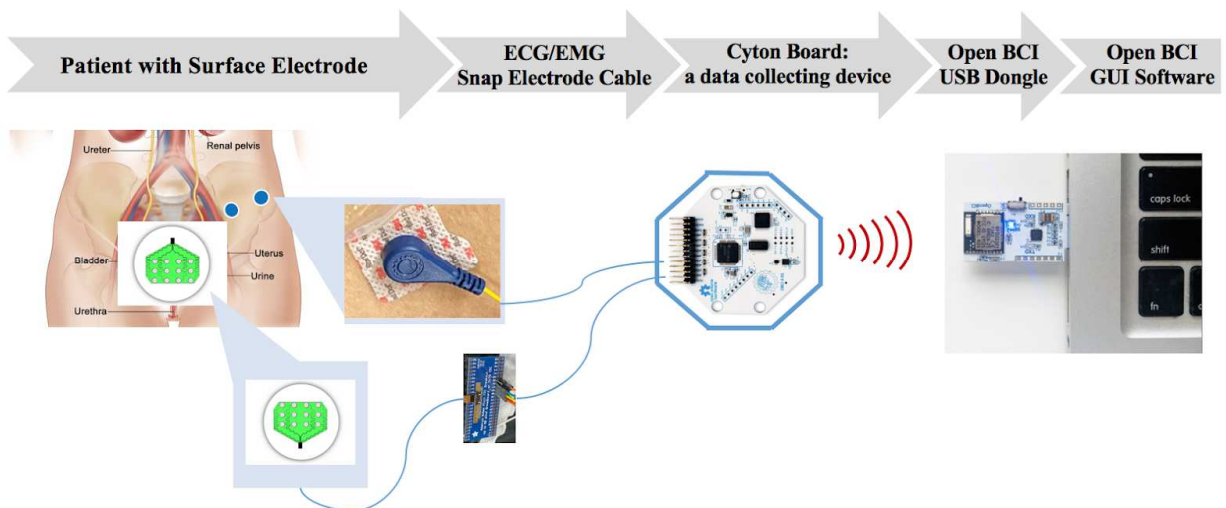 Patient with Surface Electrode
ECG/EMG
Snap Electrode Cable
Cyton Board:
a data collecting device
Open BCI
USB Dongle
Open BCI
GUI Software
Ureter
Renal pelvis
Bladder
Uterus
Urine
Urethra
OpenBCI
caps lock
shift
fn